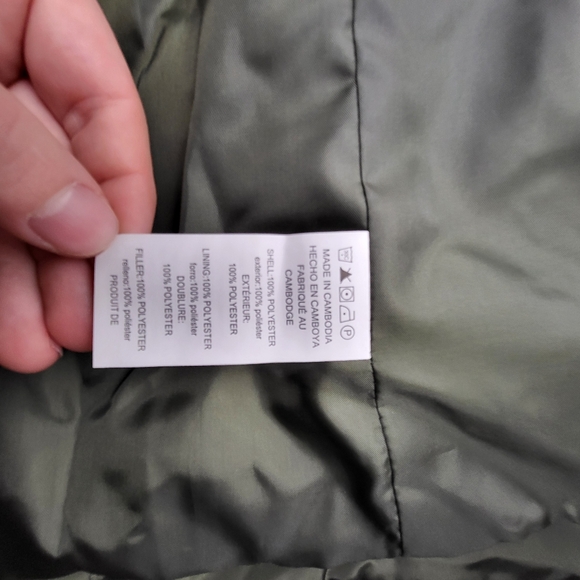 MADE IN CAMBODIA
HECHO EN CAMBOYA
FABRIQUÉ AU
CAMBODGE
SHELL:100% POLYESTER
exterior:100% poliéster
EXTÉRIEUR:
100% POLYESTER
LINING:100% POLYESTER
forro:100% poliéster
DOUBLURE:
100% POLYESTER
FILLER:100% POLYESTER
relleno:100% poliéster
PRODUIT DE